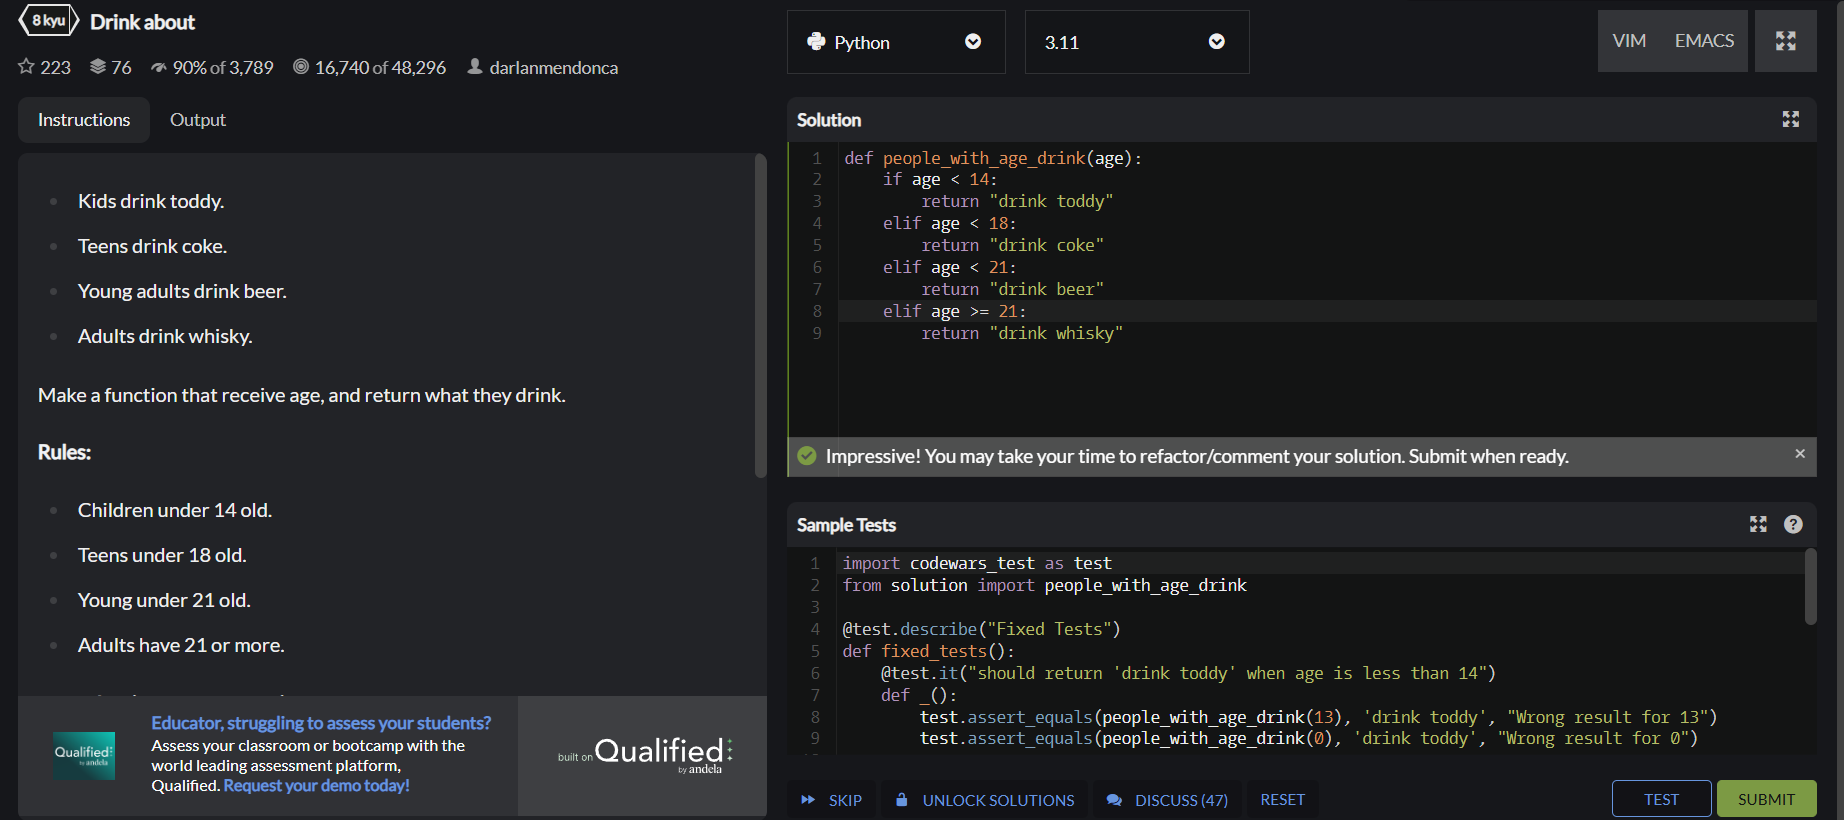 8 kyu Drink about
223 76 90% of 3,789 16,740 of 48,296 darlanmendonca
Instructions Output
Kids drink toddy.
Teens drink coke.
Young adults drink beer.
Adults drink whisky.
Make a function that receive age, and return what they drink.
Rules:
Children under 14 old.
Teens under 18 old.
Young under 21 old.
Adults have 21 or more.
Qualified
by andela
Educator, struggling to assess your students?
Assess your classroom or bootcamp with the
world leading assessment platform,
Qualified. Request your demo today!
built on Qualified
by andela
Python 3.11 VIM EMACS
Solution
1 def people_with_age_drink(age):
2 if age < 14:
3 return "drink toddy"
4 elif age < 18:
5 return "drink coke"
6 elif age < 21:
7 return "drink beer"
8 elif age >= 21:
9 return "drink whisky"
Impressive! You may take your time to refactor/comment your solution. Submit when ready. ×
Sample Tests ?
1 import codewars_test as test
2 from solution import people_with_age_drink
3
4 @test.describe("Fixed Tests")
5 def fixed_tests():
6 @test.it("should return 'drink toddy' when age is less than 14")
7 def _():
8 test.assert_equals(people_with_age_drink(13), 'drink toddy', "Wrong result for 13")
9 test.assert_equals(people_with_age_drink(0), 'drink toddy', "Wrong result for 0")
SKIP UNLOCK SOLUTIONS DISCUSS (47) RESET TEST SUBMIT